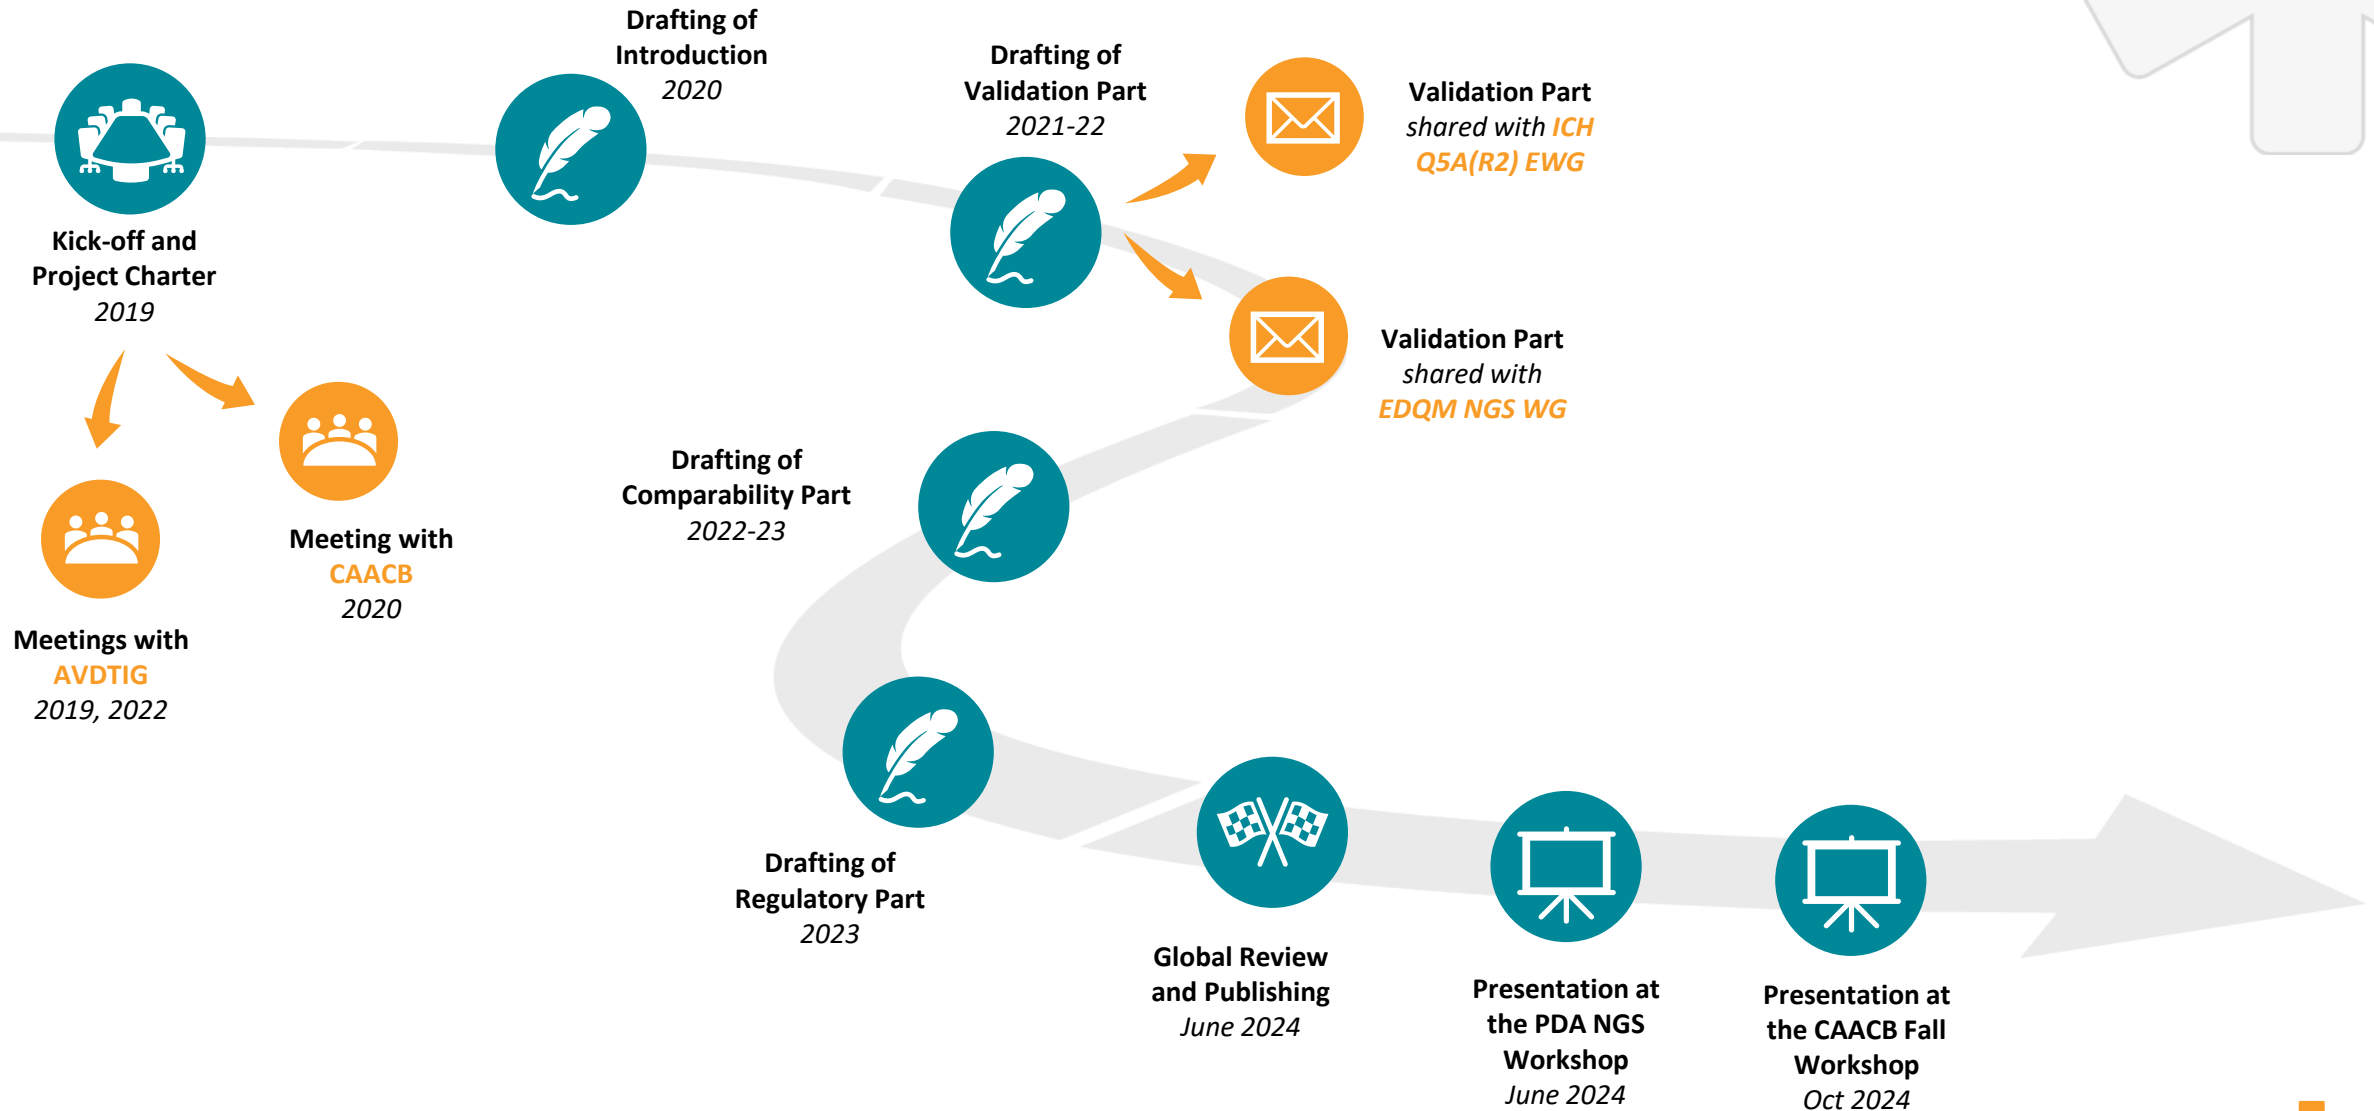 Kick-off and
Project Charter
2019
Meetings with
AVDTIG
2019, 2022
Meeting with
CAACB
2020
Drafting of
Introduction
2020
Drafting of
Validation Part
2021-22
Validation Part
shared with ICH
Q5A(R2) EWG
Validation Part
shared with
EDQM NGS WG
Drafting of
Comparability Part
2022-23
Drafting of
Regulatory Part
2023
Global Review
and Publishing
June 2024
Presentation at
the PDA NGS
Workshop
June 2024
Presentation at
the CAACB Fall
Workshop
Oct 2024